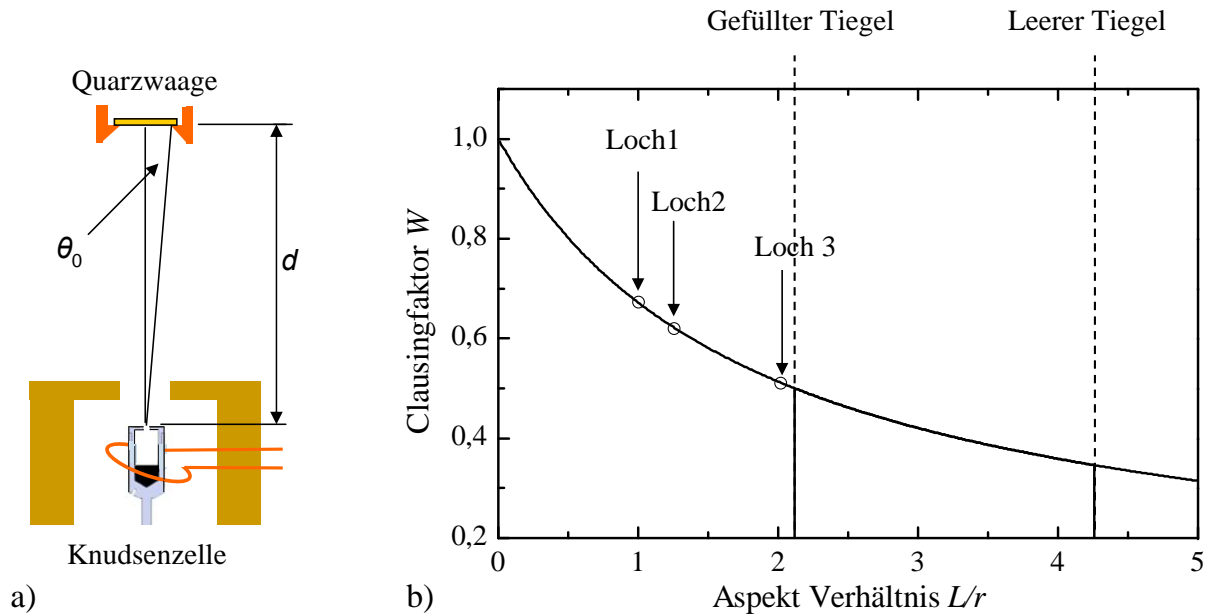 Quarzwaage
θ0
d
Knudsenzelle
a)
Gefüllter Tiegel
Leerer Tiegel
1,0
0,8
0,6
0,4
0,2
Clausingfaktor W
Loch1
Loch2
Loch 3
0 1 2 3 4 5
Aspekt Verhältnis L/r
b)